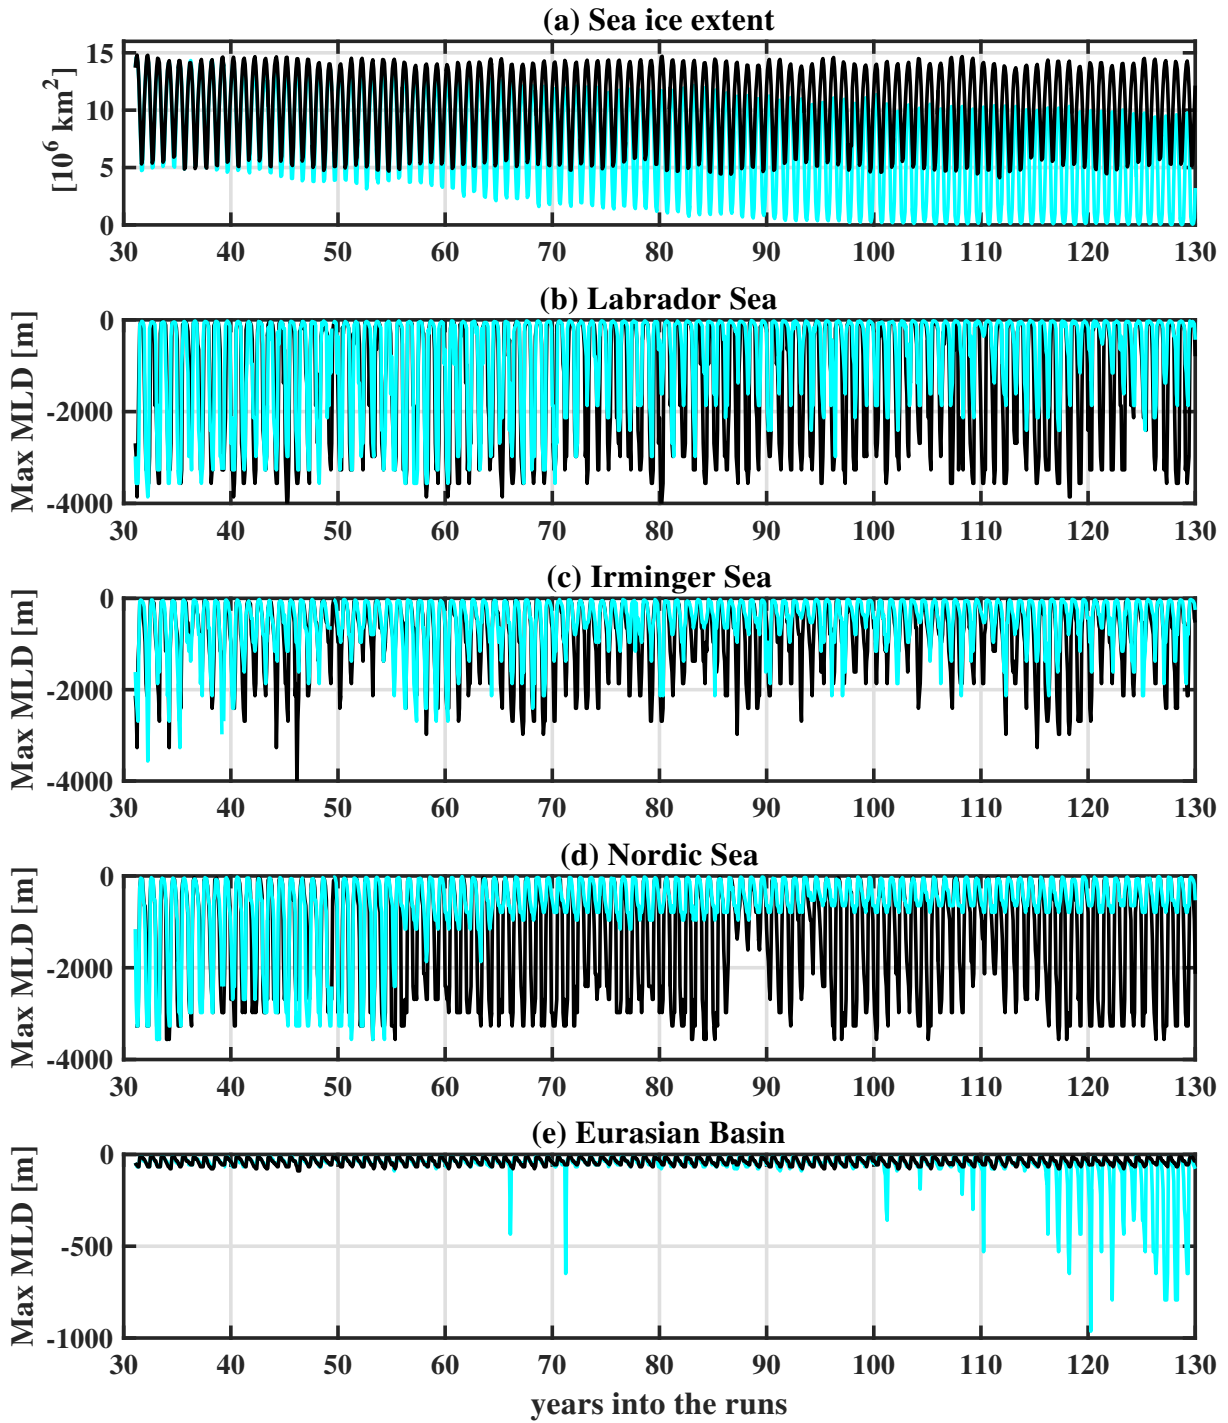 (a) Sea ice extent
[10^6 km^2]
15
10
5
0
30 40 50 60 70 80 90 100 110 120 130
(b) Labrador Sea
Max MLD [m]
0
-2000
-4000
30 40 50 60 70 80 90 100 110 120 130
(c) Irminger Sea
Max MLD [m]
0
-2000
-4000
30 40 50 60 70 80 90 100 110 120 130
(d) Nordic Sea
Max MLD [m]
0
-2000
-4000
30 40 50 60 70 80 90 100 110 120 130
(e) Eurasian Basin
Max MLD [m]
0
-500
-1000
30 40 50 60 70 80 90 100 110 120 130
years into the runs